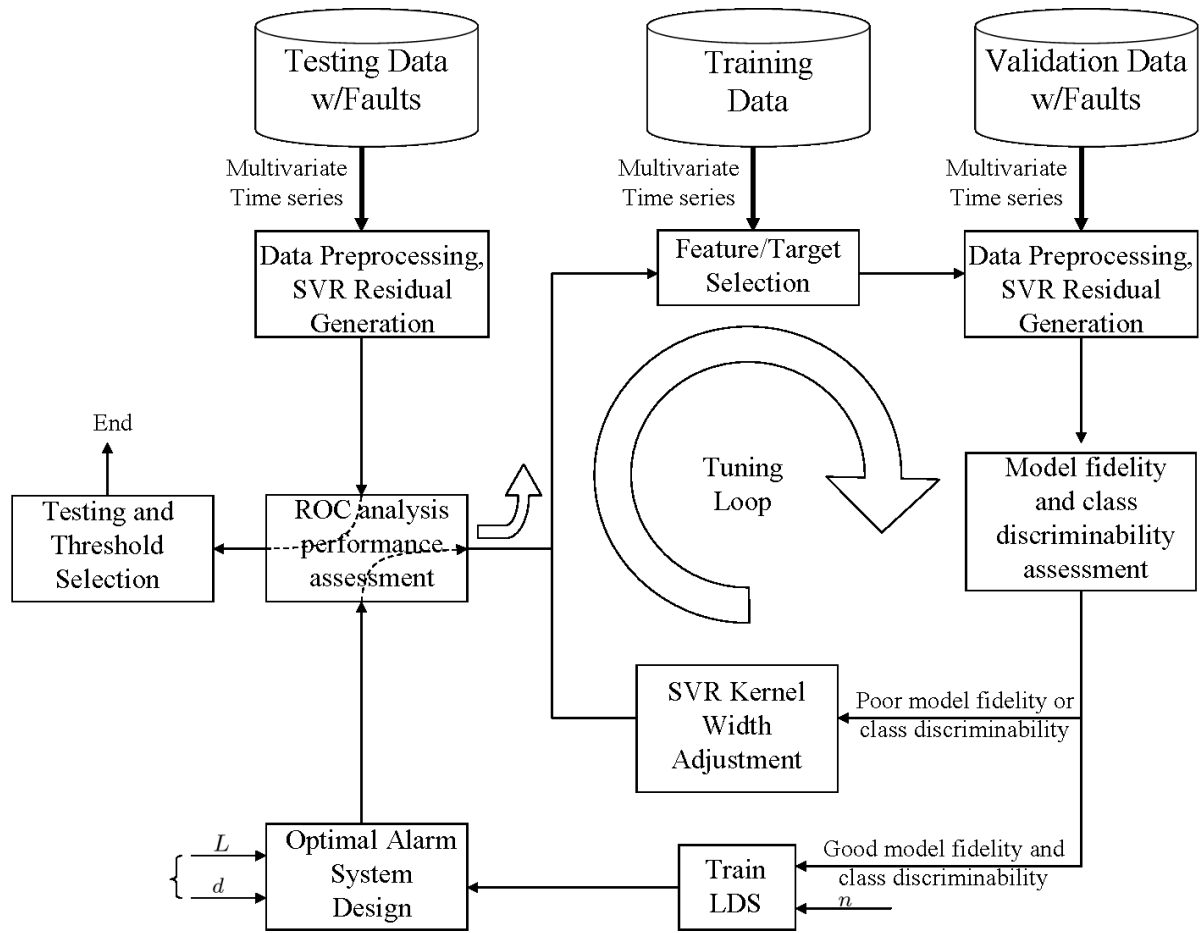 Testing Data
w/Faults
Training
Data
Validation Data
w/Faults
Multivariate
Time series
Multivariate
Time series
Multivariate
Time series
Data Preprocessing,
SVR Residual
Generation
Feature/Target
Selection
Data Preprocessing,
SVR Residual
Generation
End
Testing and
Threshold
Selection
ROC analysis
performance
assessment
Tuning
Loop
Model fidelity
and class
discriminability
assessment
SVR Kernel
Width
Adjustment
Poor model fidelity or
class discriminability
L
d
Optimal Alarm
System
Design
Train
LDS
Good model fidelity and
class discriminability
n